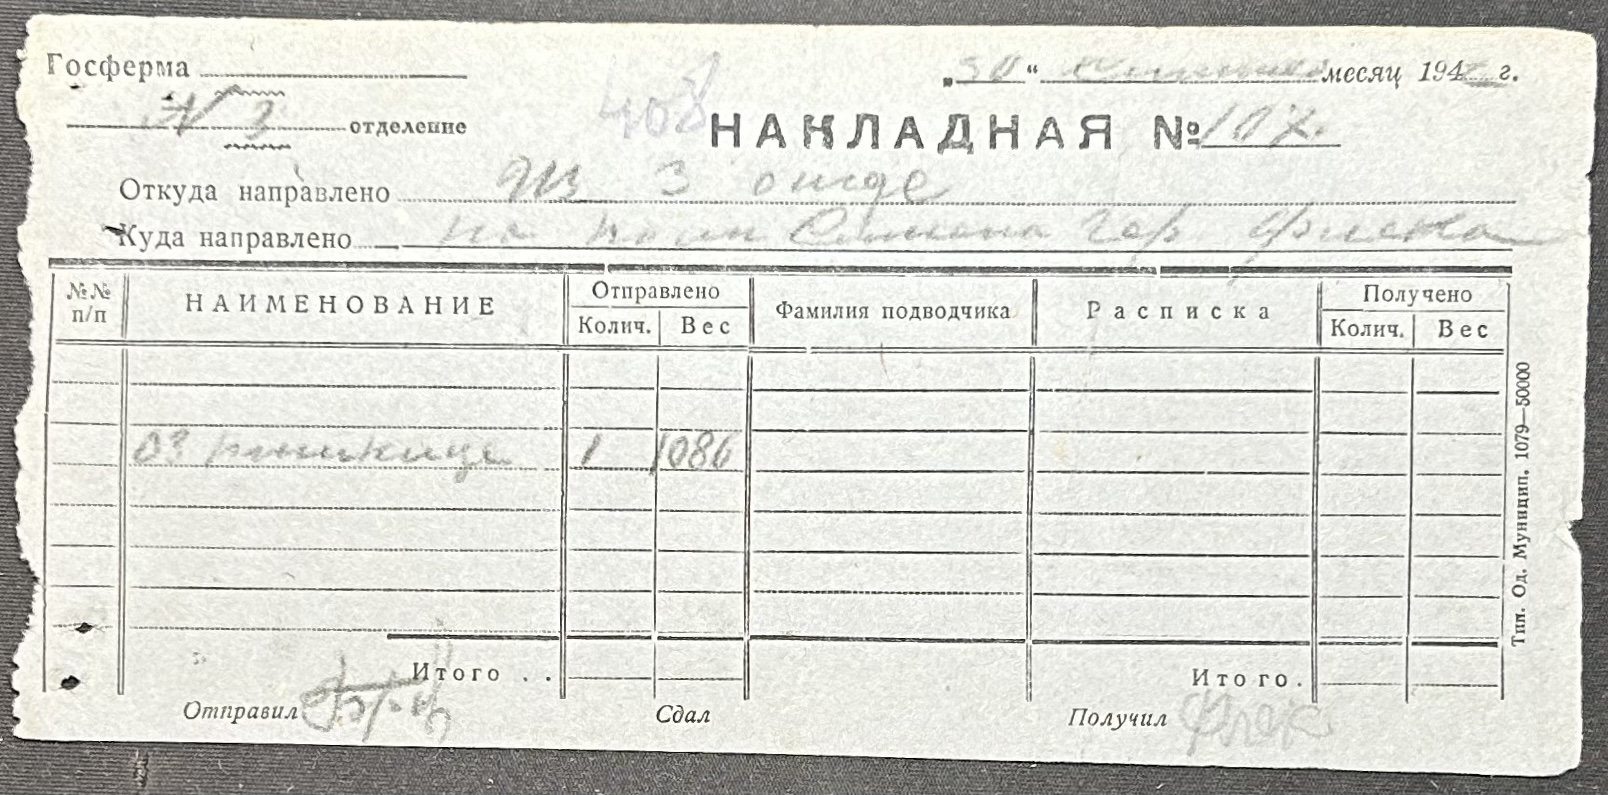 Госферма
„30“ месяц 194 г.
№ 3 отделение
408
НАКЛАДНАЯ № 107.
Откуда направлено Из 3 отде
Куда направлено на гор
№№ п/п НАИМЕНОВАНИЕ Отправлено Колич. Вес Фамилия подводчика Расписка Получено Колич. Вес
Оз пшеница 1 1086
Итого . . Итого .
Отправил Сдал Получил
Тип. Од. Муницип. 1079—50000